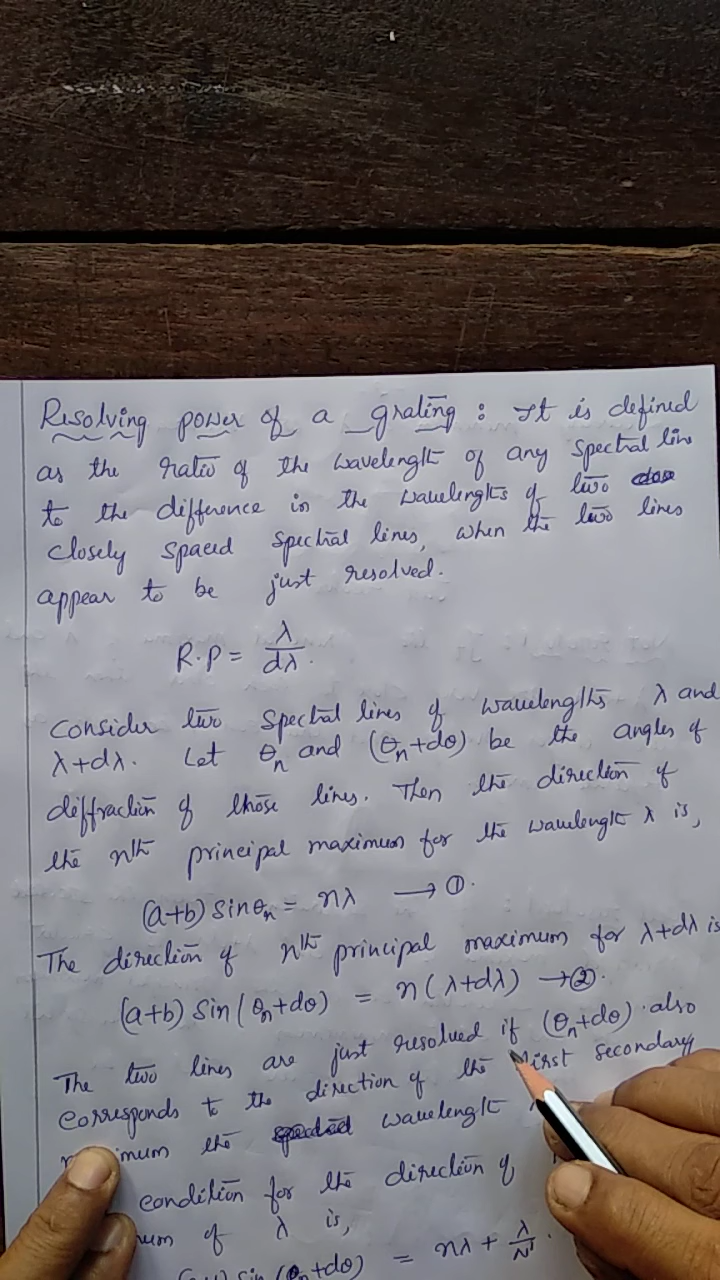 Resolving power of a grating : It is defined
as the ratio of the wavelength of any spectral line
to the difference in the wavelengths of two close
closely spaced spectral lines, when the two lines
appear to be just resolved.
R.P = λ/dλ.
Consider two spectral lines of wavelengths λ and
λ+dλ. Let θn and (θn+dθ) be the angles of
diffraction of those lines. Then the direction of
the nth principal maximum for the wavelength λ is,
(a+b) sinθn = nλ → ①.
The direction of nth principal maximum for λ+dλ is
(a+b) sin(θn+dθ) = n(λ+dλ) → ②.
The two lines are just resolved if (θn+dθ) also
corresponds to the direction of the first secondary
the wavelength
condition for the direction of
of λ is,
sin(θn+dθ) = nλ + λ/N.